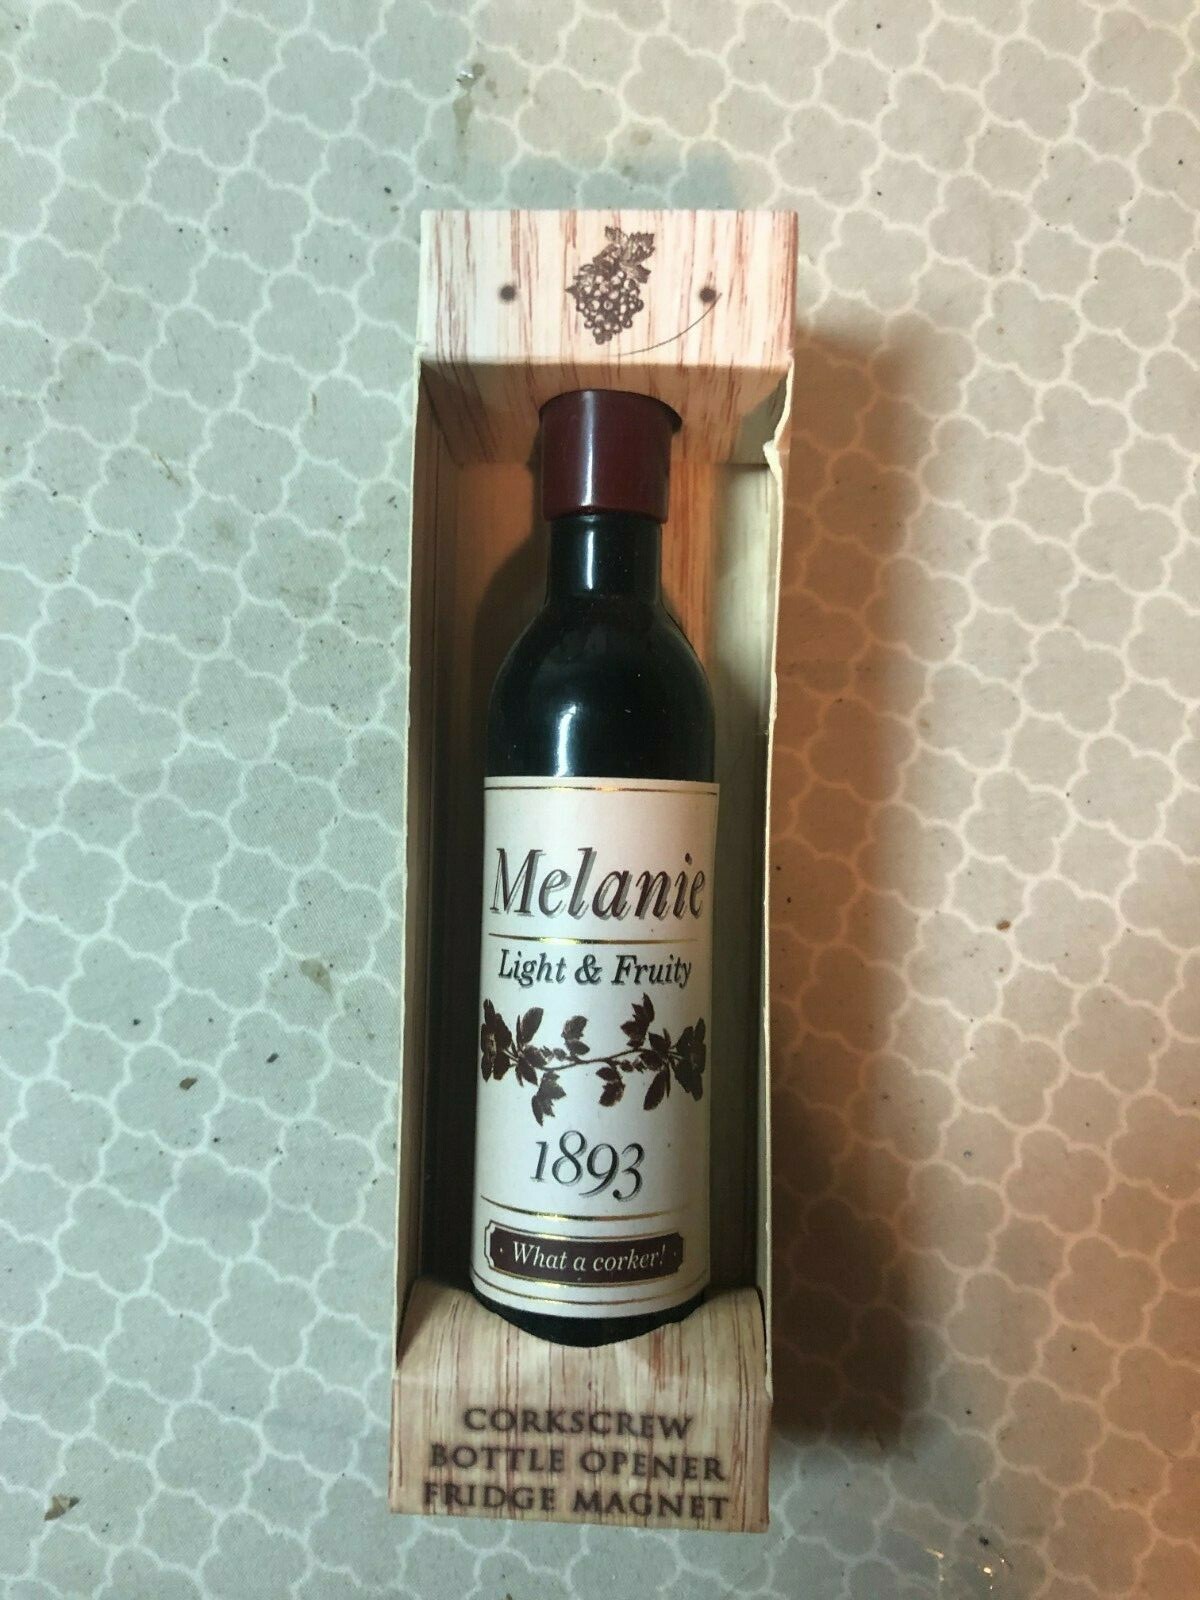 Melanie
Light & Fruity
1893
· What a corker! ·
CORKSCREW
BOTTLE OPENER
FRIDGE MAGNET